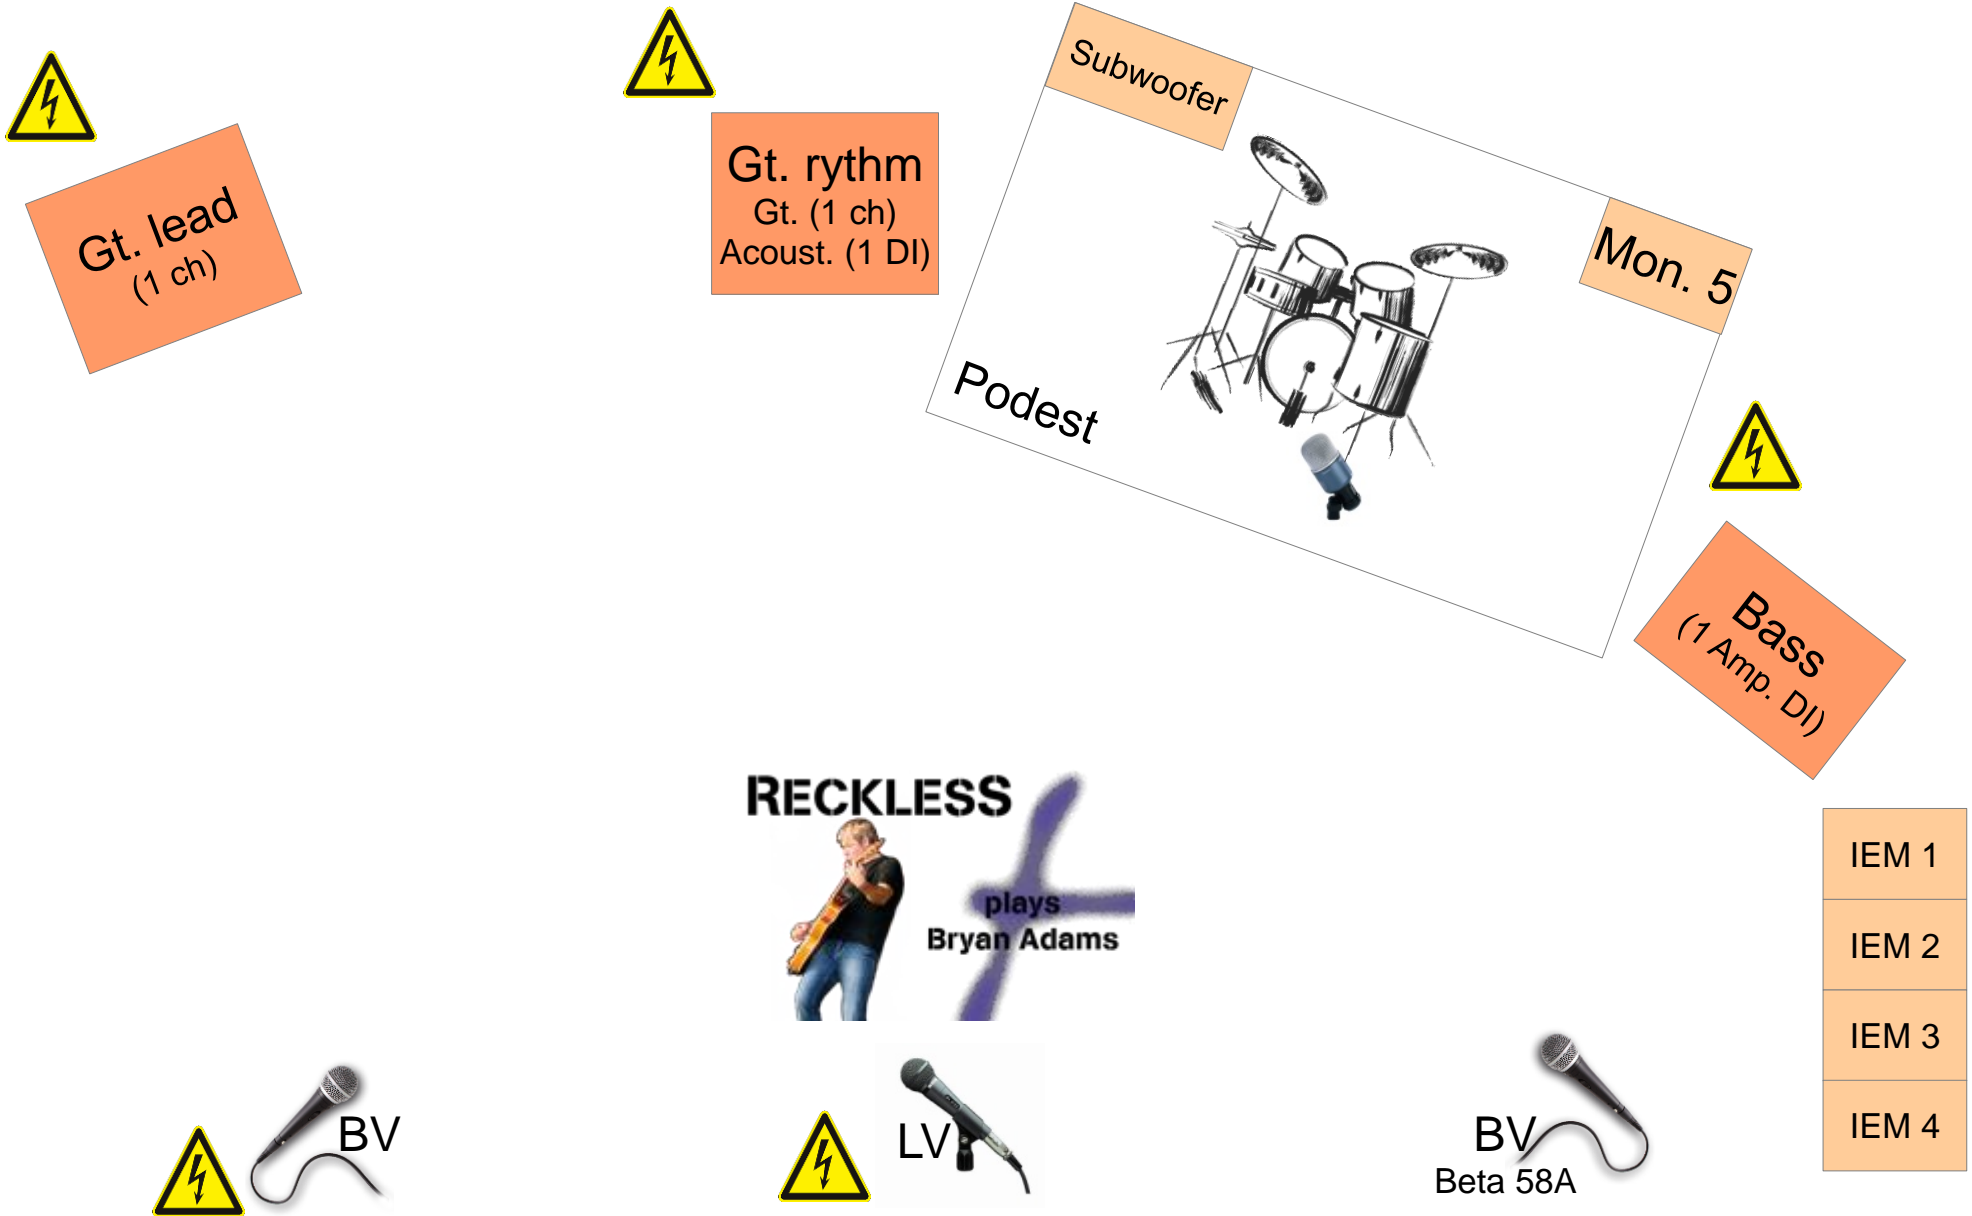 Subwoofer
Gt. lead
(1 ch)
Gt. rythm
Gt. (1 ch)
Acoust. (1 DI)
Mon. 5
Podest
Bass
(1 Amp. DI)
RECKLESS
plays
Bryan Adams
IEM 1
IEM 2
IEM 3
IEM 4
BV
LV
BV
Beta 58A